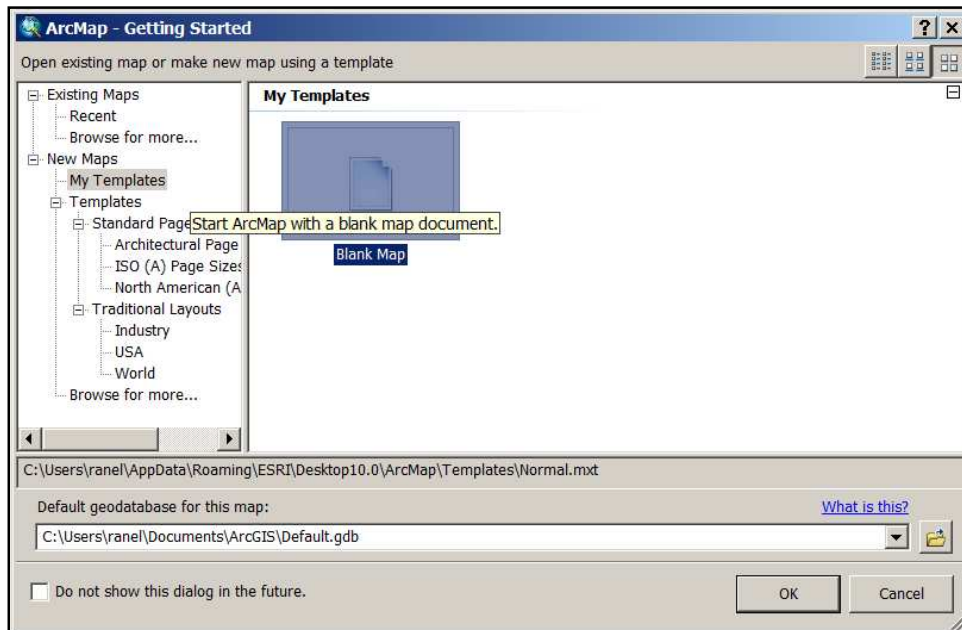 ArcMap - Getting Started
Open existing map or make new map using a template
Existing Maps
Recent
Browse for more...
New Maps
My Templates
Templates
Standard Page
Architectural Page
ISO (A) Page Sizes
North American (A
Traditional Layouts
Industry
USA
World
Browse for more...
My Templates
Start ArcMap with a blank map document.
Blank Map
C:\Users\ranel\AppData\Roaming\ESRI\Desktop10.0\ArcMap\Templates\Normal.mxt
Default geodatabase for this map:
What is this?
C:\Users\ranel\Documents\ArcGIS\Default.gdb
Do not show this dialog in the future.
OK
Cancel